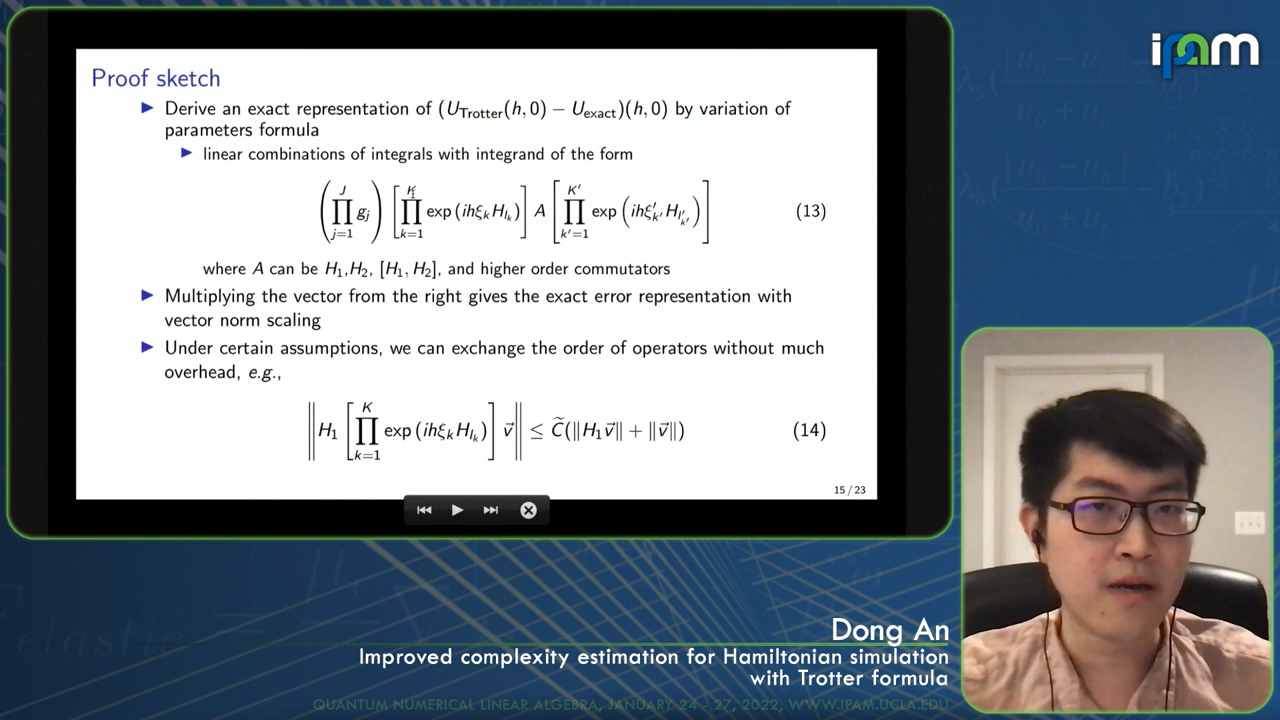 ipam
Proof sketch
▶ Derive an exact representation of (U_Trotter(h, 0) − U_exact)(h, 0) by variation of
parameters formula
▶ linear combinations of integrals with integrand of the form
(∏_{j=1}^{J} g_j) [∏_{k=1}^{K} exp (ihξ_k H_{l_k})] A [∏_{k'=1}^{K'} exp (ihξ'_{k'} H_{l'_{k'}})] (13)
where A can be H_1, H_2, [H_1, H_2], and higher order commutators
▶ Multiplying the vector from the right gives the exact error representation with
vector norm scaling
▶ Under certain assumptions, we can exchange the order of operators without much
overhead, e.g.,
‖H_1 [∏_{k=1}^{K} exp (ihξ_k H_{l_k})] v⃗‖ ≤ C̃(‖H_1 v⃗‖ + ‖v⃗‖) (14)
15 / 23
Dong An
Improved complexity estimation for Hamiltonian simulation
with Trotter formula
QUANTUM NUMERICAL LINEAR ALGEBRA, JANUARY 24 - 27, 2022, WWW.IPAM.UCLA.EDU